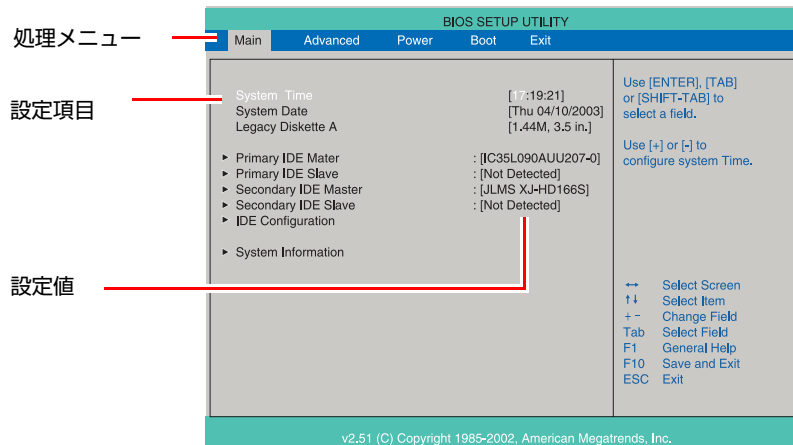 BIOS SETUP UTILITY
処理メニュー
Main Advanced Power Boot Exit
設定項目
System Time [17:19:21]
System Date [Thu 04/10/2003]
Legacy Diskette A [1.44M, 3.5 in.]
► Primary IDE Mater : [IC35L090AUU207-0]
► Primary IDE Slave : [Not Detected]
► Secondary IDE Master : [JLMS XJ-HD166S]
► Secondary IDE Slave : [Not Detected]
► IDE Configuration
► System Information
設定値
Use [ENTER], [TAB]
or [SHIFT-TAB] to
select a field.
Use [+] or [-] to
configure system Time.
↔ Select Screen
↑↓ Select Item
+ - Change Field
Tab Select Field
F1 General Help
F10 Save and Exit
ESC Exit
v2.51 (C) Copyright 1985-2002, American Megatrends, Inc.